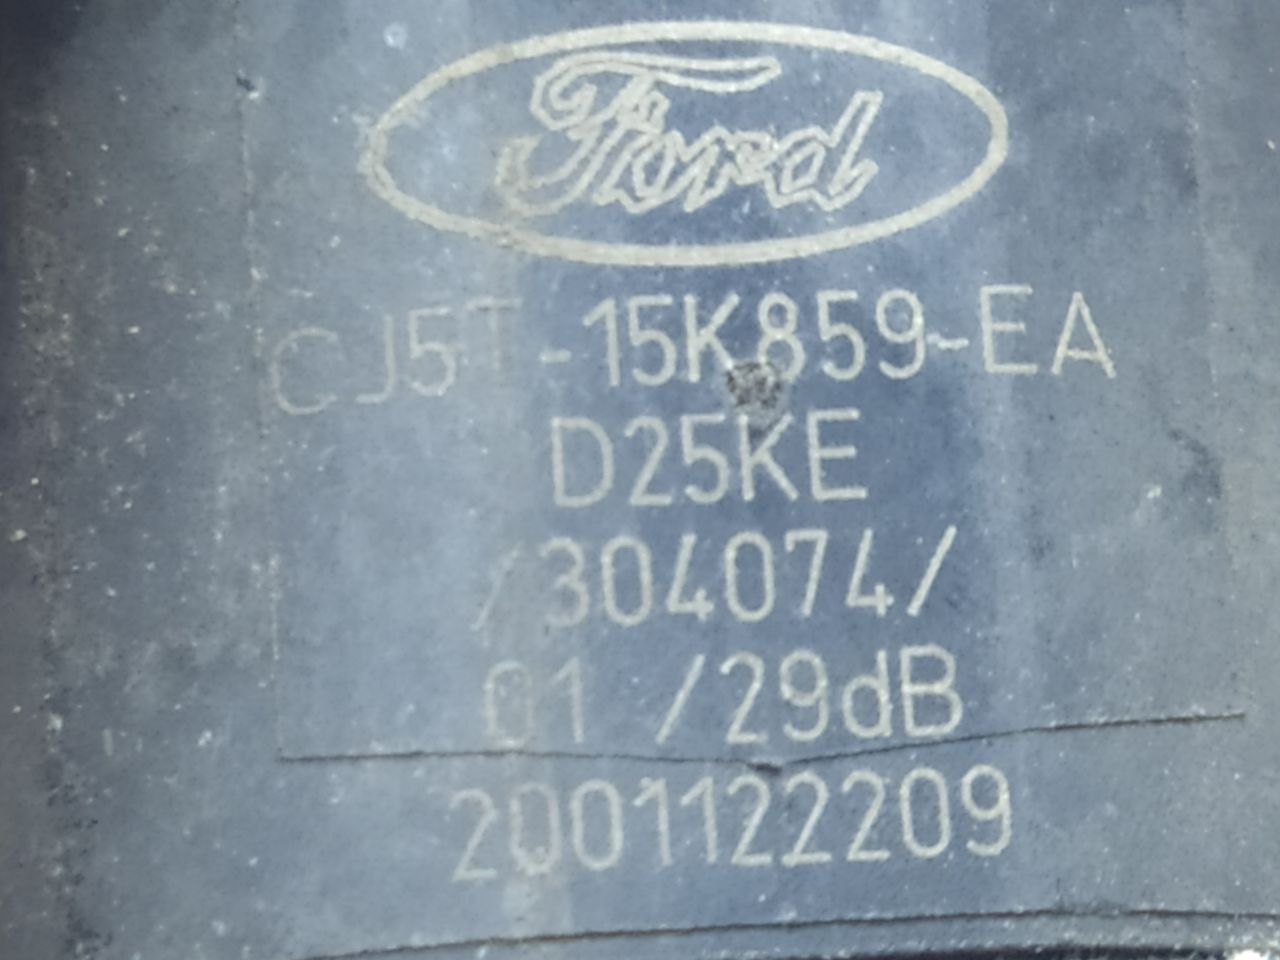 Ford
CJ5T-15K859-EA
D25KE
/304074/
01 /29dB
2001122209